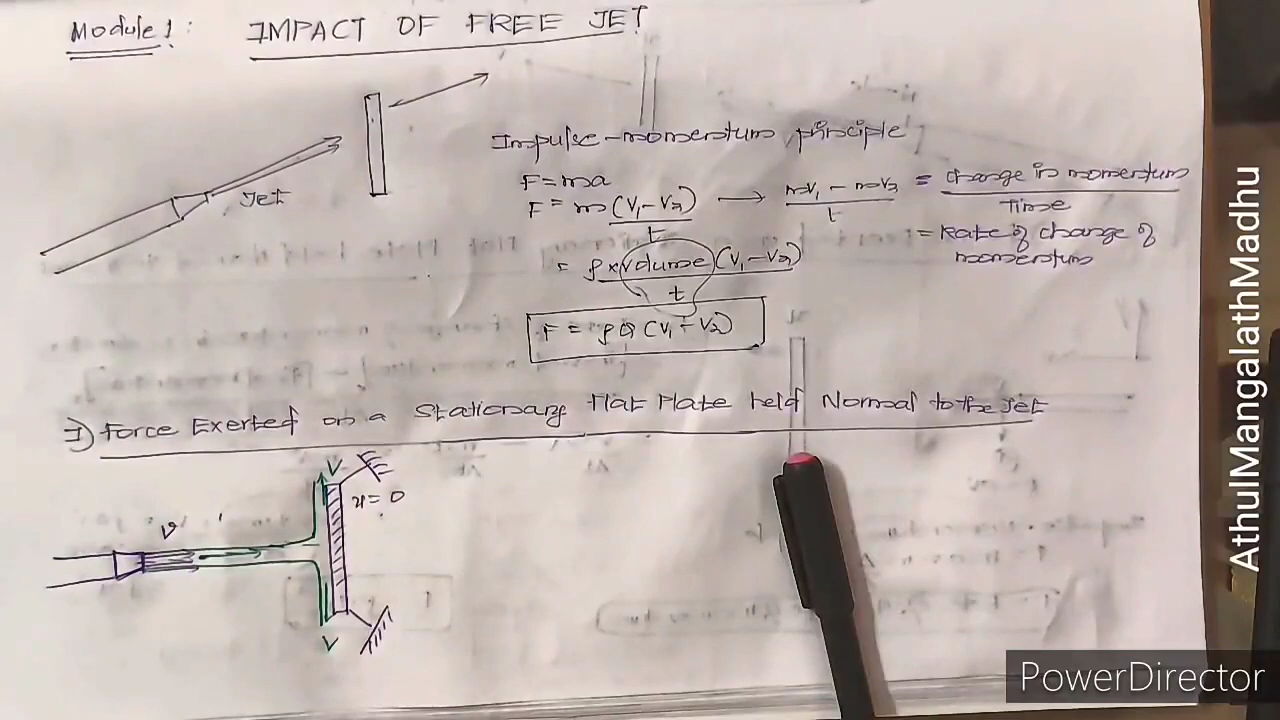 Module 1: IMPACT OF FREE JET
Jet
Impulse-momentum principle
F = ma
F = m (V₁ - V₂) / t → mV₁ - mV₂ / t = change in momentum / Time
= Rate of change of momentum
= ρ x volume (V₁ - V₂) / t
F = ρ Q (V₁ - V₂)
I) Force Exerted on a Stationary Flat Plate held Normal to the Jet
V
u = 0
V
V
AthulMangalathMadhu
PowerDirector